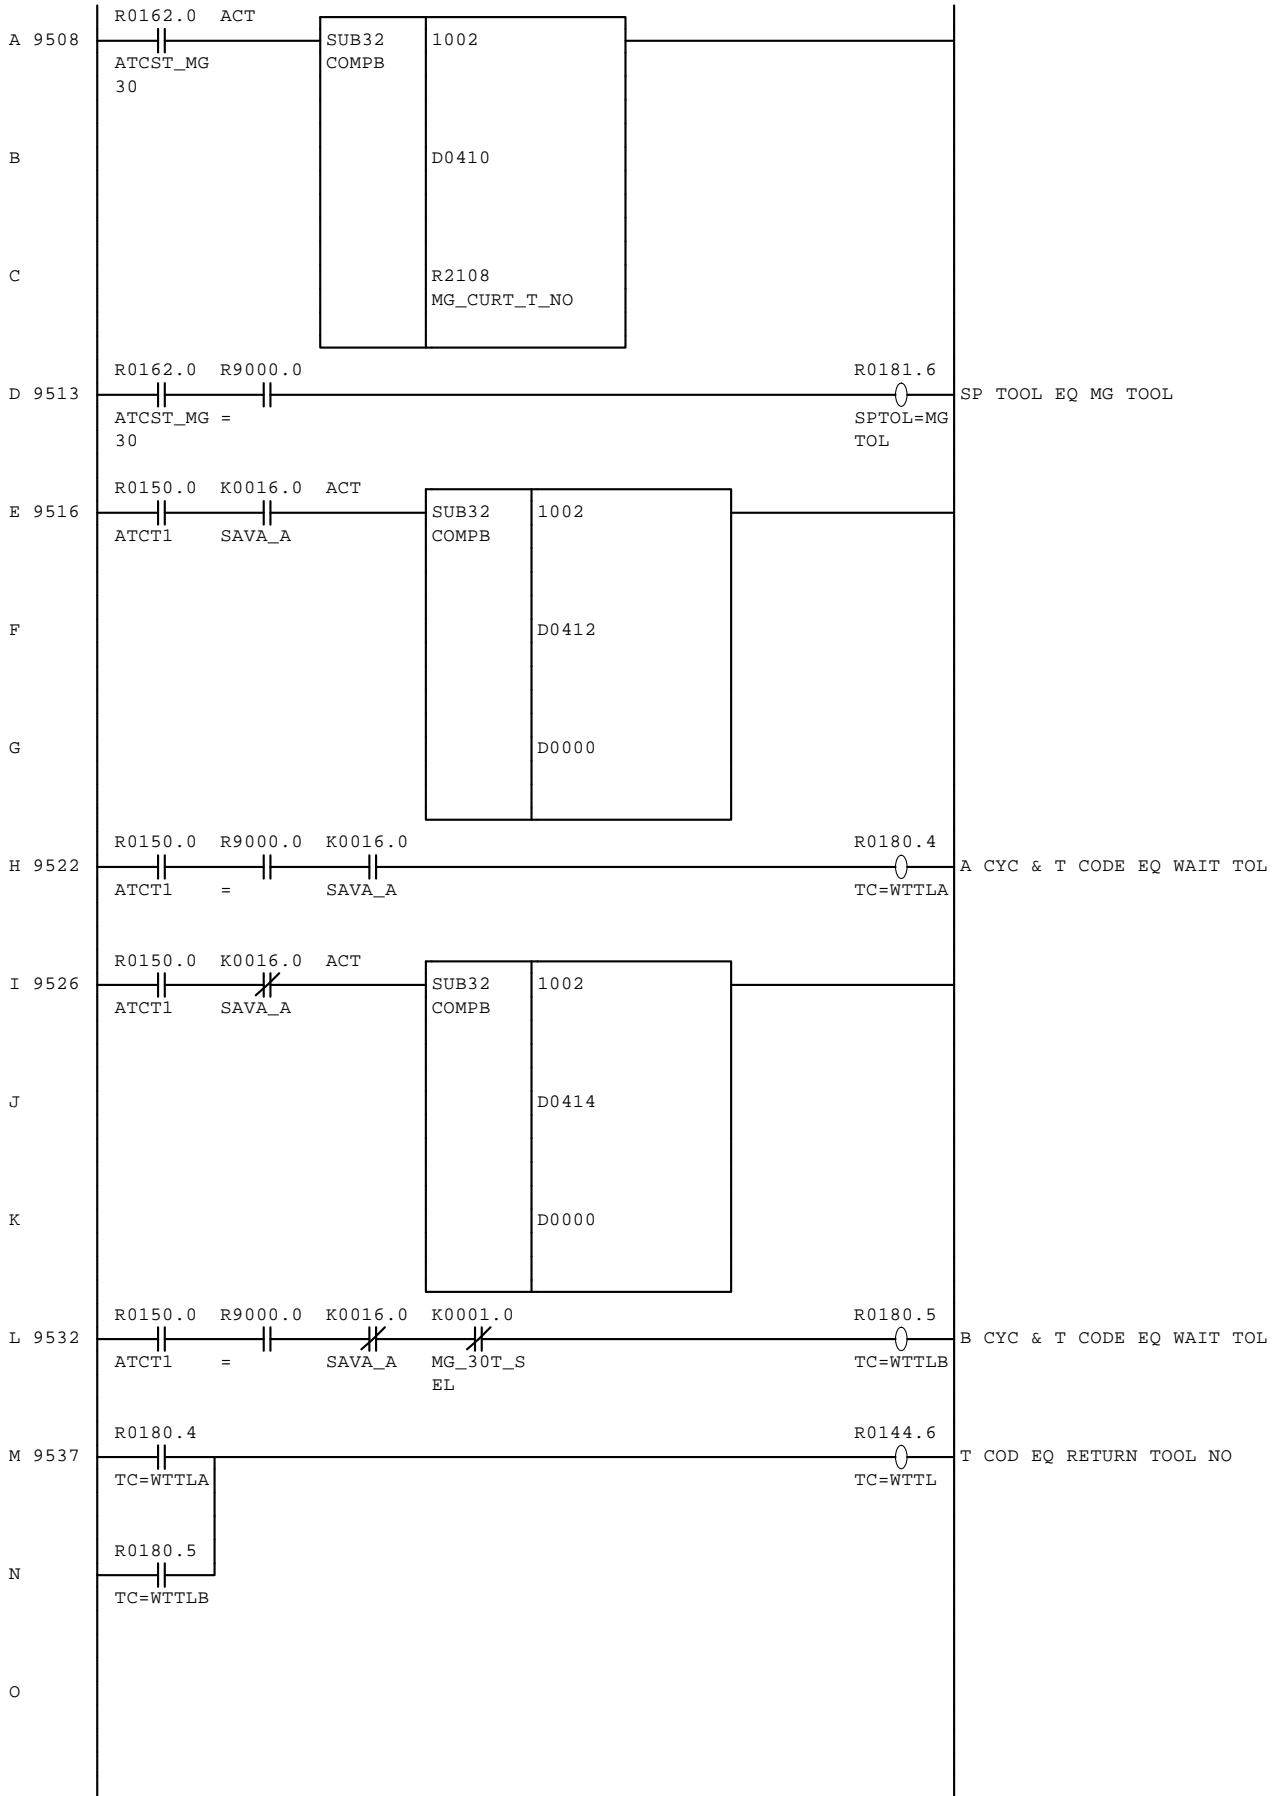 R0162.0 ACT
A 9508 SUB32 1002
ATCST_MG COMPB
30
B D0410
C R2108
MG_CURT_T_NO
R0162.0 R9000.0 R0181.6
D 9513 SP TOOL EQ MG TOOL
ATCST_MG = SPTOL=MG
30 TOL
R0150.0 K0016.0 ACT
E 9516 SUB32 1002
ATCT1 SAVA_A COMPB
F D0412
G D0000
R0150.0 R9000.0 K0016.0 R0180.4
H 9522 A CYC & T CODE EQ WAIT TOL
ATCT1 = SAVA_A TC=WTTLA
R0150.0 K0016.0 ACT
I 9526 SUB32 1002
ATCT1 SAVA_A COMPB
J D0414
K D0000
R0150.0 R9000.0 K0016.0 K0001.0 R0180.5
L 9532 B CYC & T CODE EQ WAIT TOL
ATCT1 = SAVA_A MG_30T_S TC=WTTLB
EL
R0180.4 R0144.6
M 9537 T COD EQ RETURN TOOL NO
TC=WTTLA TC=WTTL
R0180.5
N
TC=WTTLB
O